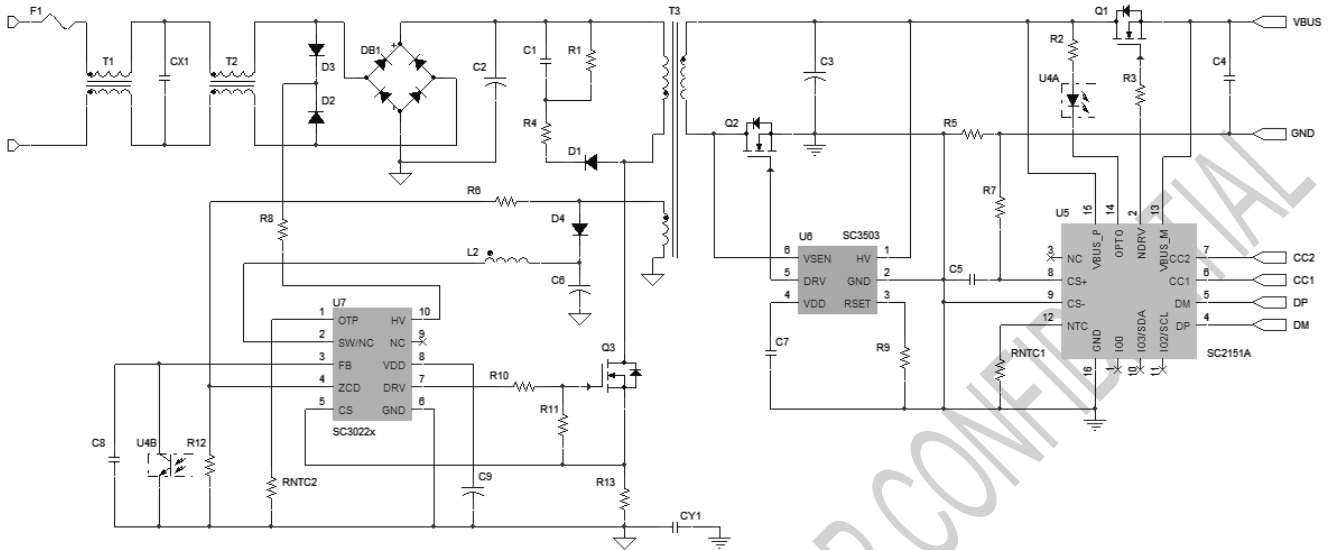 F1
T3
Q1
VBUS
T1
CX1
T2
D3
DB1
C2
C1
R1
C3
R2
U4A
R3
C4
D2
R4
Q2
R5
GND
D1
R6
D4
R7
R8
L2
C6
U6
SC3503
U5
15
14
2
13
VBUS_P
OPTO
NDRV
VBUS_M
6
VSEN
HV
1
5
DRV
GND
2
4
VDD
RSET
3
C5
3
NC
CC2
7
CC2
8
CS+
CC1
6
CC1
9
CS-
DM
5
DP
12
NTC
DP
4
DM
GND
IO0
IO3/SDA
IO2/SCL
16
1
10
11
SC2151A
RNTC1
C7
R9
U7
1
OTP
HV
10
2
SW/NC
NC
9
3
FB
VDD
8
4
ZCD
DRV
7
5
CS
GND
6
SC3022x
Q3
R10
R11
C8
U4B
R12
RNTC2
C9
R13
CY1
CONFIDENTIAL